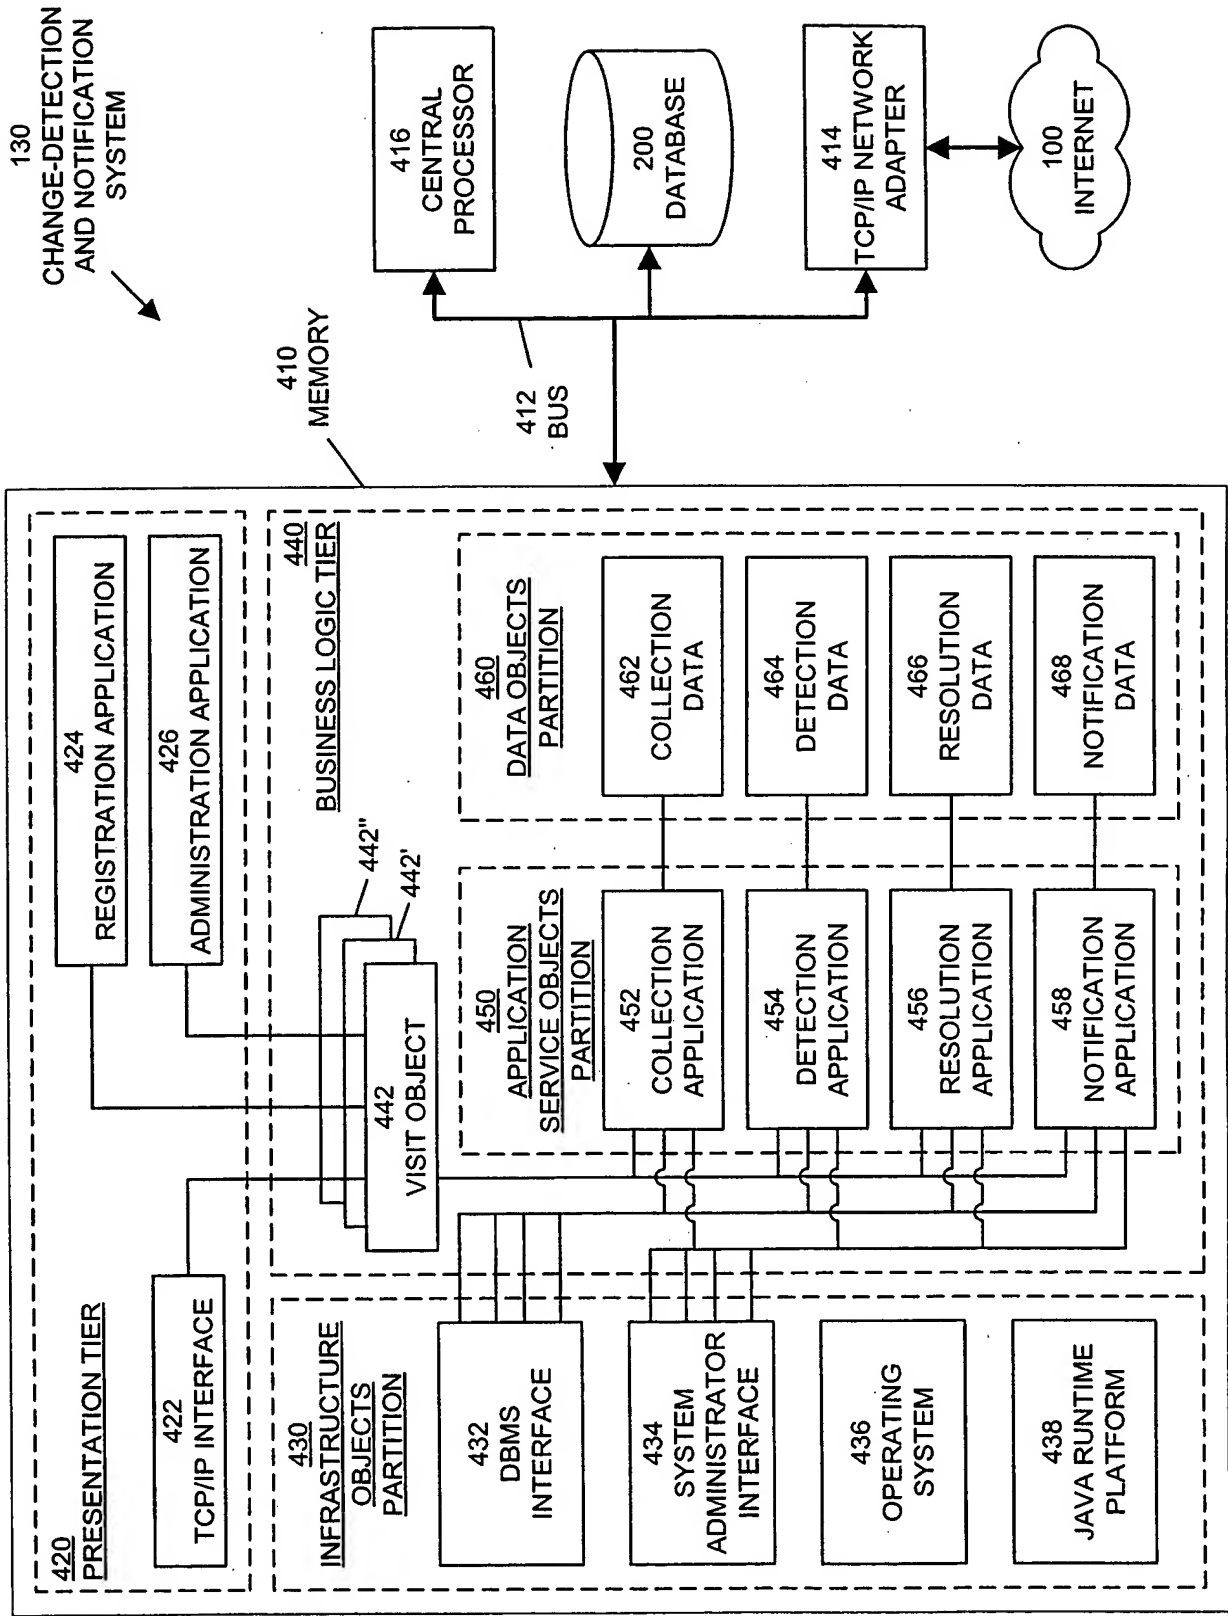 130
CHANGE-DETECTION
AND NOTIFICATION
SYSTEM
410
MEMORY
412
BUS
416
CENTRAL
PROCESSOR
200
DATABASE
414
TCP/IP NETWORK
ADAPTER
100
INTERNET
420
PRESENTATION TIER
422
TCP/IP INTERFACE
424
REGISTRATION APPLICATION
426
ADMINISTRATION APPLICATION
430
INFRASTRUCTURE
OBJECTS
PARTITION
432
DBMS
INTERFACE
434
SYSTEM
ADMINISTRATOR
INTERFACE
436
OPERATING
SYSTEM
438
JAVA RUNTIME
PLATFORM
440
BUSINESS LOGIC TIER
442"
442'
442
VISIT OBJECT
450
APPLICATION
SERVICE OBJECTS
PARTITION
452
COLLECTION
APPLICATION
454
DETECTION
APPLICATION
456
RESOLUTION
APPLICATION
458
NOTIFICATION
APPLICATION
460
DATA OBJECTS
PARTITION
462
COLLECTION
DATA
464
DETECTION
DATA
466
RESOLUTION
DATA
468
NOTIFICATION
DATA